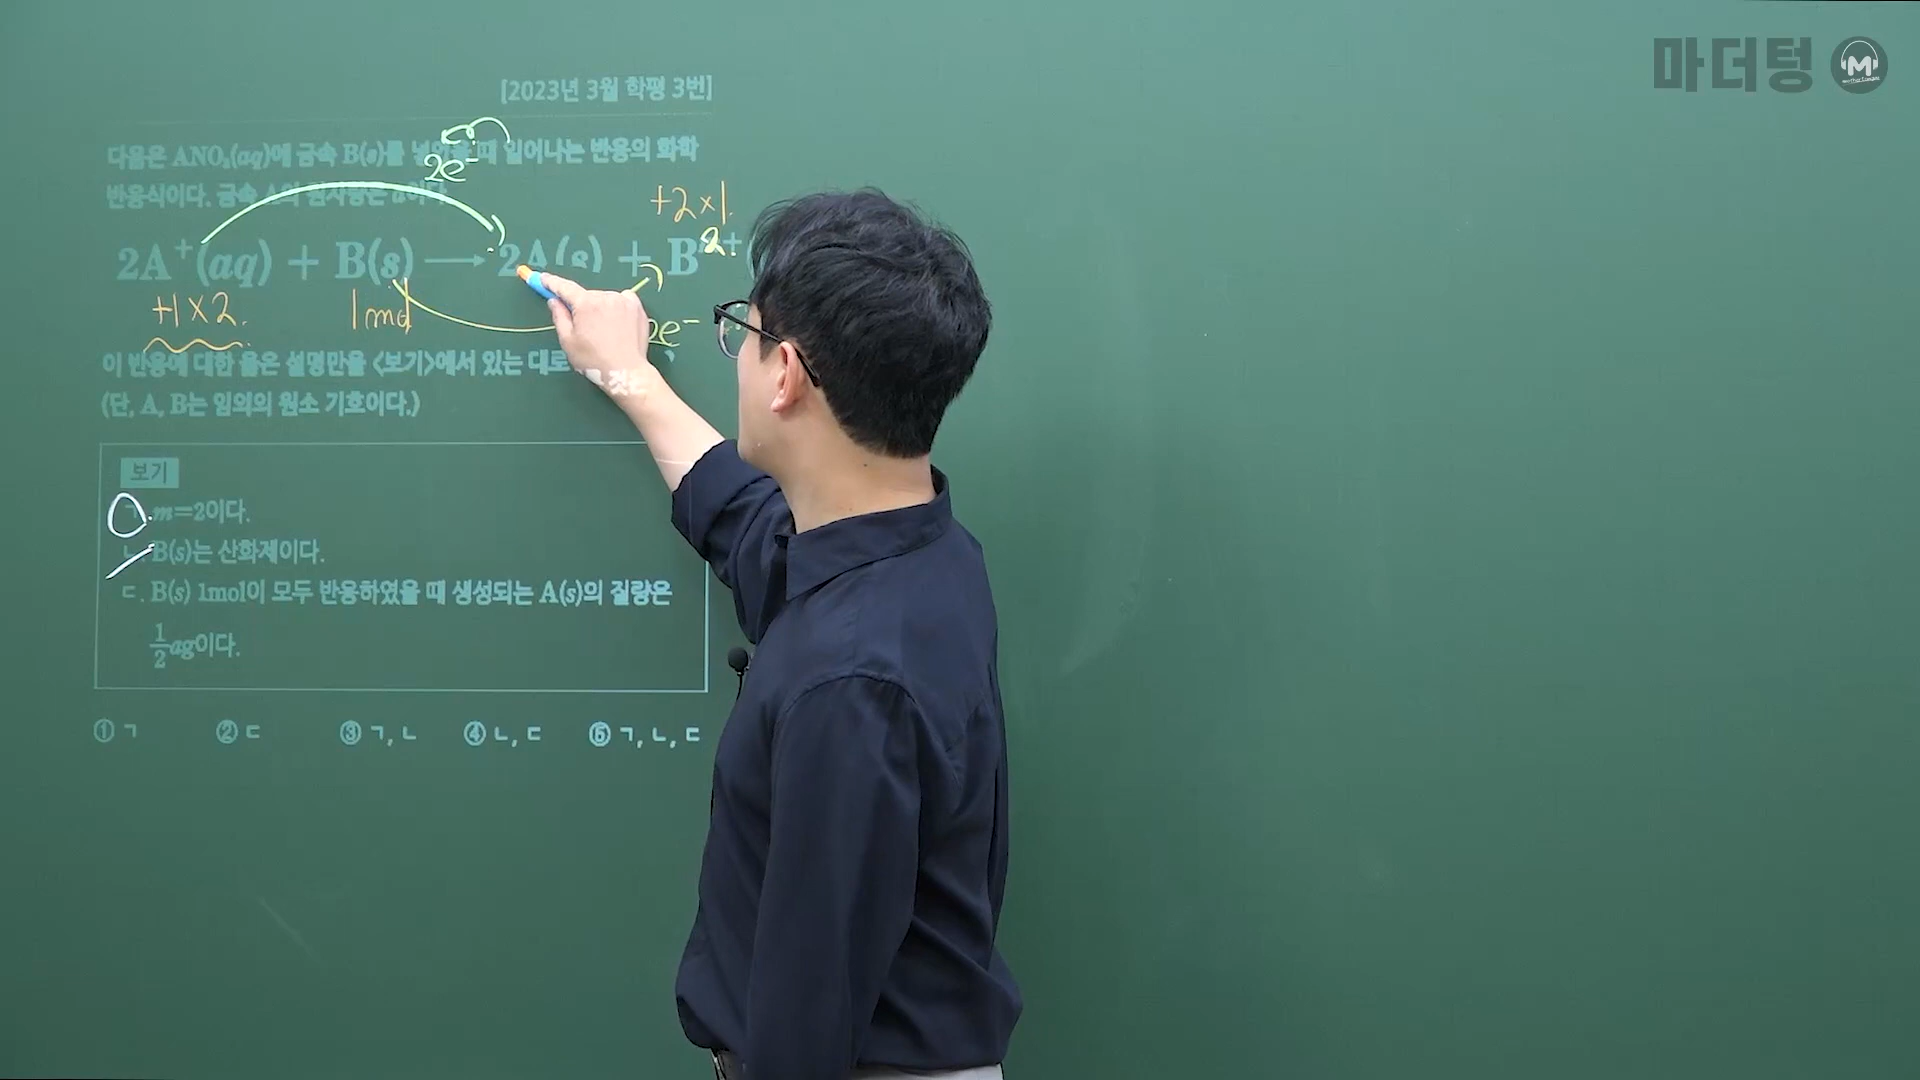 마더텅
[2023년 3월 학평 3번]
다음은 ANO₃(aq)에 금속 B(s)를 때 일어나는 반응의 화학
2e⁻
반응식이다. 금속
+2×1
2A⁺(aq) + B(s) → 2A(s) + B²⁺
+1×2
1mol
2e⁻
이 반응에 대한 옳은 설명만을 <보기>에서 있는 대로 것은
(단, A, B는 임의의 원소 기호이다.)
보기
ㄱ. m=2이다.
ㄴ. B(s)는 산화제이다.
ㄷ. B(s) 1mol이 모두 반응하였을 때 생성되는 A(s)의 질량은
1/2 ag이다.
① ㄱ ② ㄷ ③ ㄱ, ㄴ ④ ㄴ, ㄷ ⑤ ㄱ, ㄴ, ㄷ